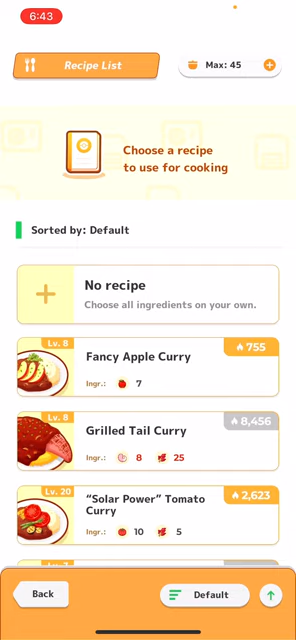 6:43
Recipe List
Max: 45
Choose a recipe
to use for cooking
Sorted by: Default
No recipe
Choose all ingredients on your own.
Lv. 8
755
Fancy Apple Curry
Ingr.: 7
Lv. 8
8,456
Grilled Tail Curry
Ingr.: 8 25
Lv. 20
2,623
“Solar Power” Tomato
Curry
Ingr.: 10 5
Back
Default